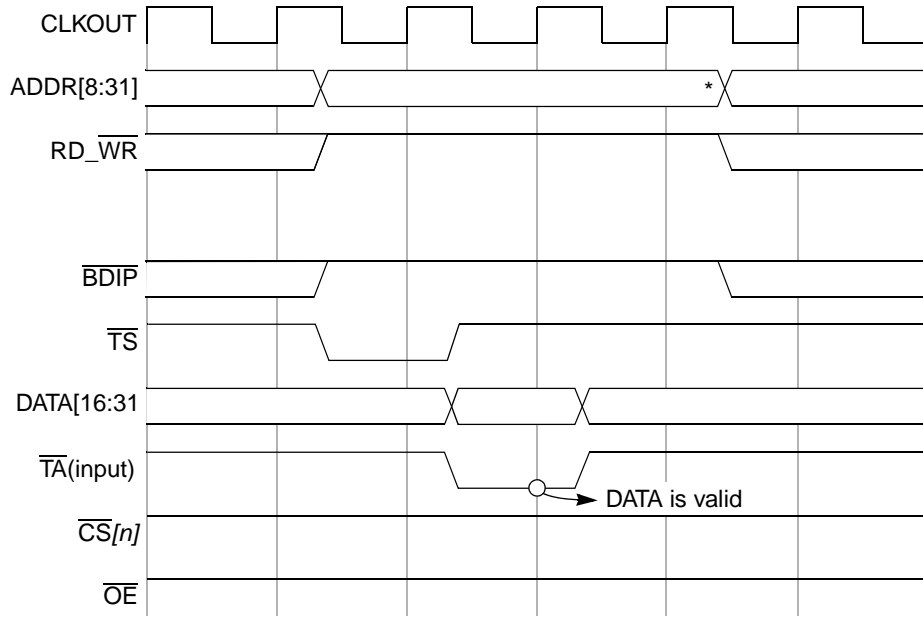 CLKOUT
ADDR[8:31]
*
RD_WR
BDIP
TS
DATA[16:31
TA(input)
DATA is valid
CS[n]
OE